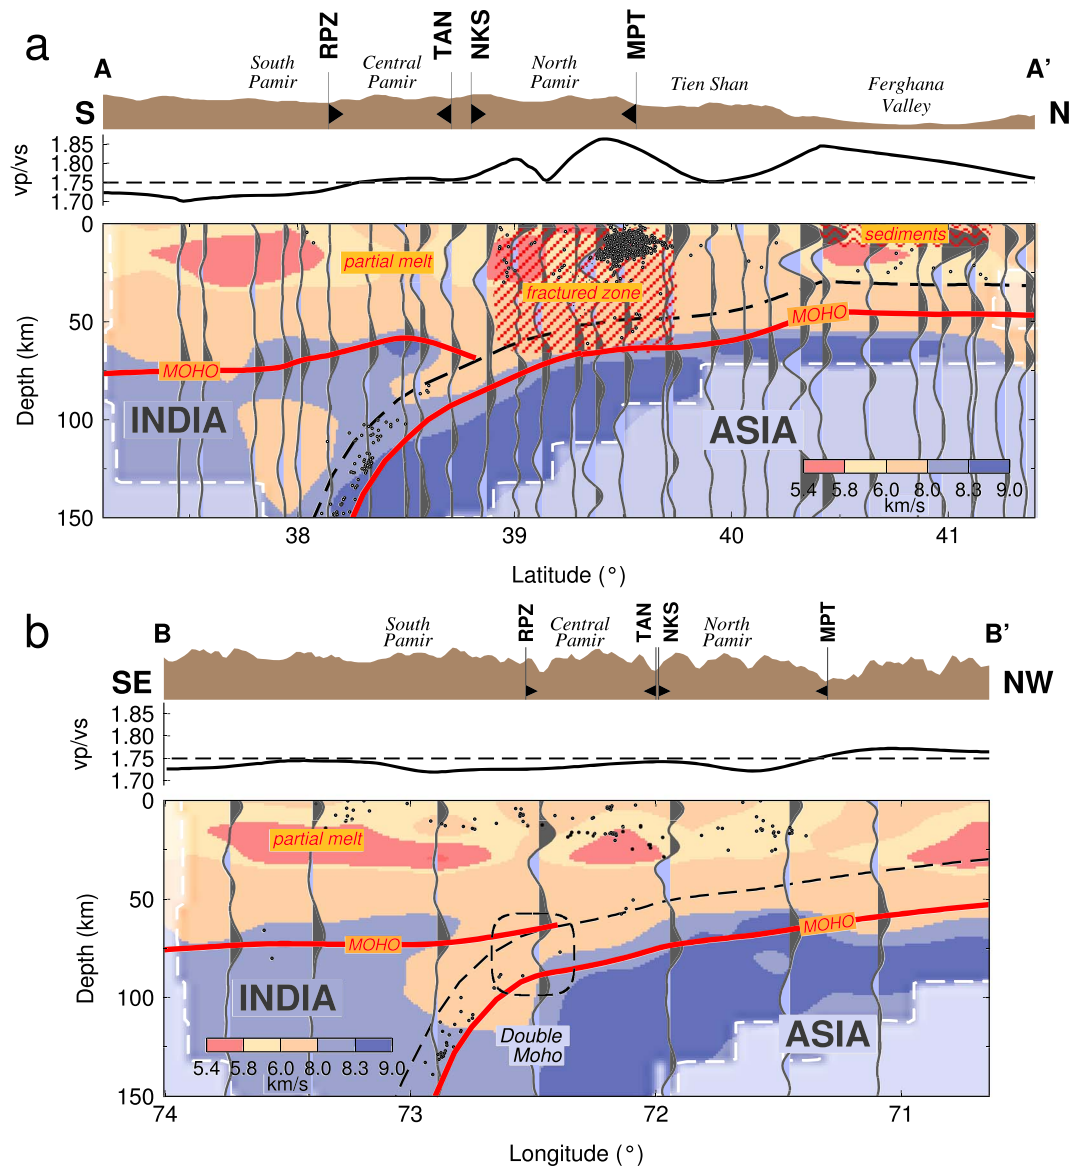 a
A
RPZ
TAN
NKS
MPT
A’
South
Pamir
Central
Pamir
North
Pamir
Tien Shan
Ferghana
Valley
S
N
vp/vs
1.85
1.80
1.75
1.70
0
50
100
150
Depth (km)
partial melt
fractured zone
sediments
MOHO
MOHO
INDIA
ASIA
5.4 5.8 6.0 8.0 8.3 9.0
km/s
38 39 40 41
Latitude (°)
b
B
RPZ
TAN
NKS
MPT
B’
South
Pamir
Central
Pamir
North
Pamir
SE
NW
vp/vs
1.85
1.80
1.75
1.70
0
50
100
150
Depth (km)
partial melt
MOHO
MOHO
INDIA
ASIA
Double
Moho
5.4 5.8 6.0 8.0 8.3 9.0
km/s
74 73 72 71
Longitude (°)